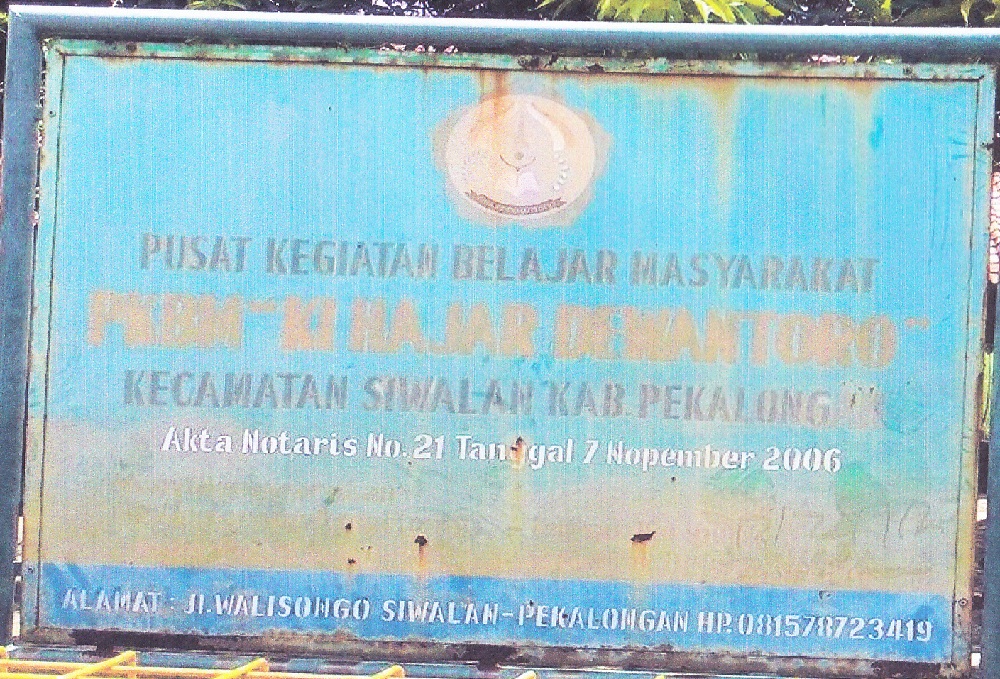 PUSAT KEGIATAN BELAJAR MASYARAKAT
PKBM "KI HAJAR DEWANTORO"
KECAMATAN SIWALAN KAB. PEKALONGAN
Akta Notaris No. 21 Tanggal 7 Nopember 2006
ALAMAT : Jl. WALISONGO SIWALAN-PEKALONGAN HP. 081578723419